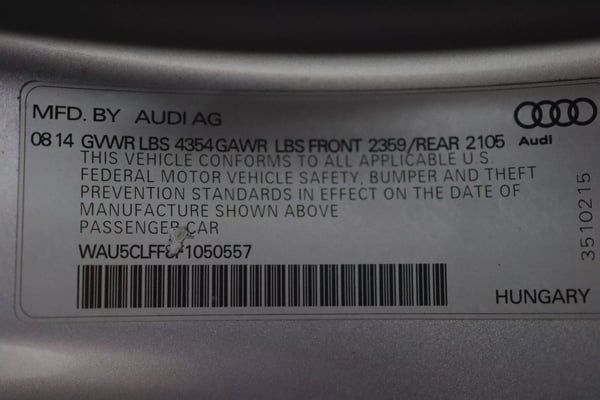 MFD. BY AUDI AG
08 14 GVWR LBS 4354 GAWR LBS FRONT 2359/REAR 2105
Audi
THIS VEHICLE CONFORMS TO ALL APPLICABLE U.S.
FEDERAL MOTOR VEHICLE SAFETY, BUMPER AND THEFT
PREVENTION STANDARDS IN EFFECT ON THE DATE OF
MANUFACTURE SHOWN ABOVE
PASSENGER CAR
HUNGARY
3510215